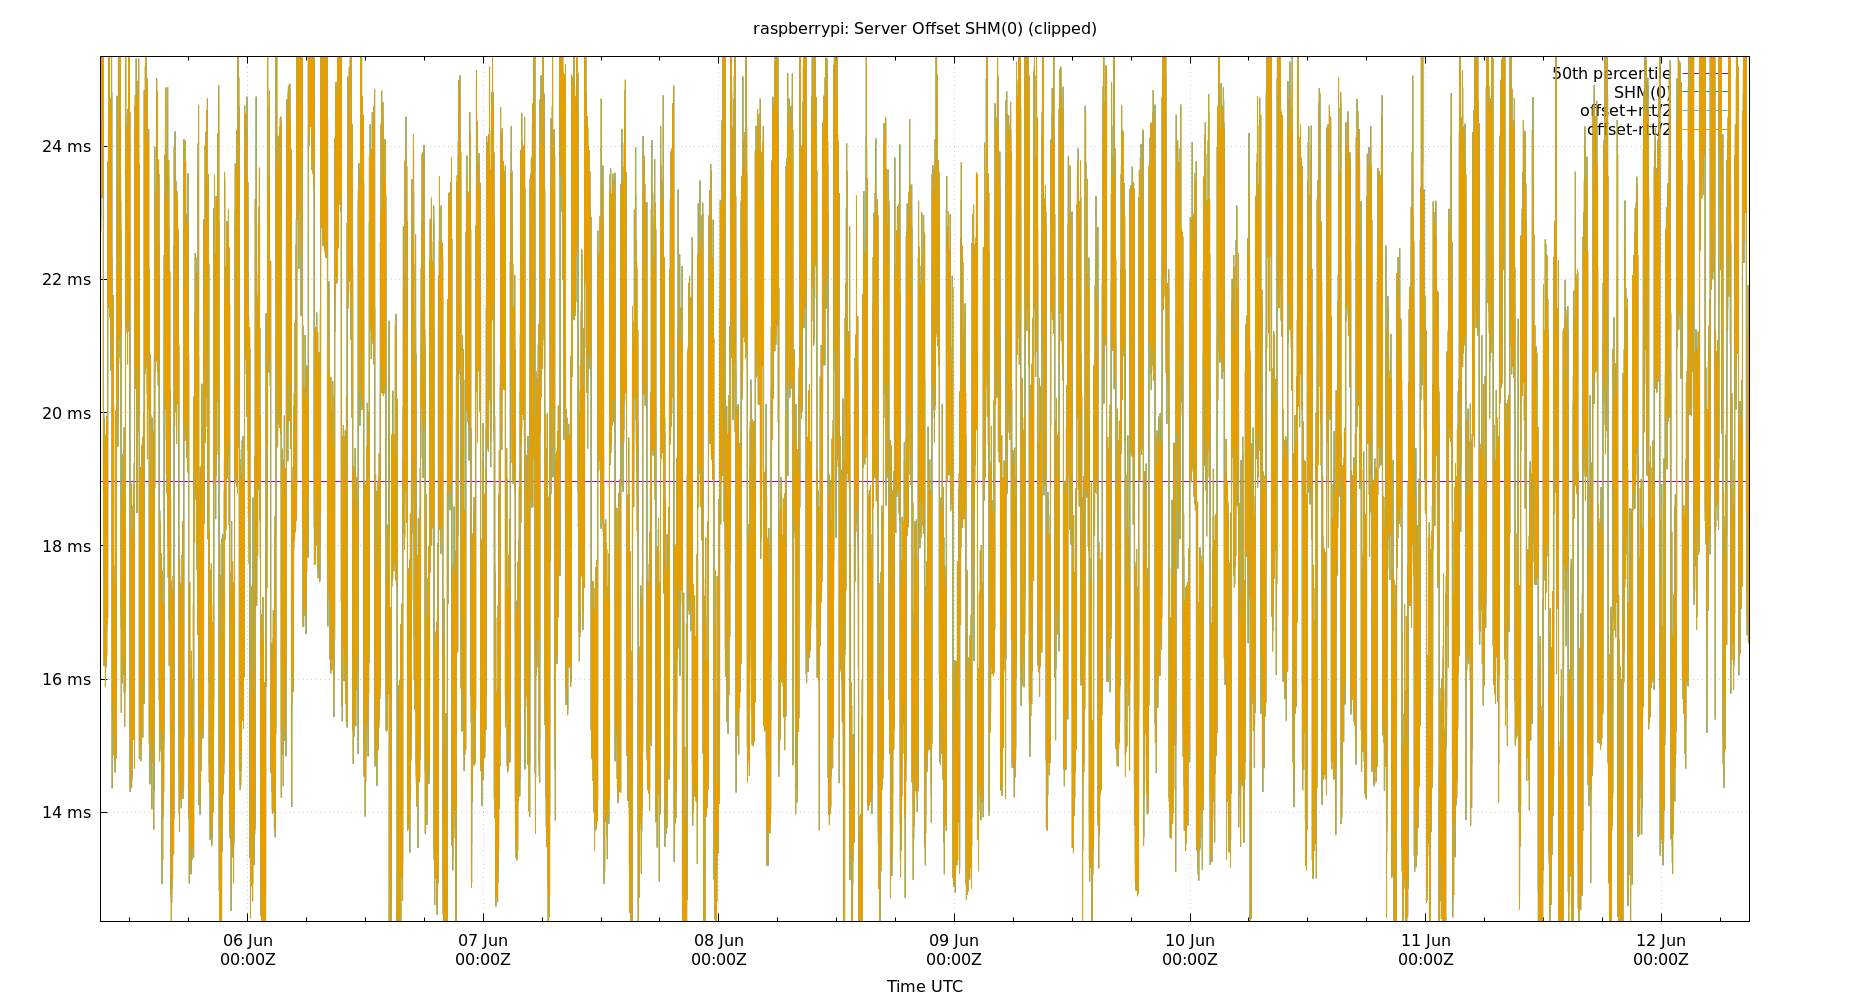 raspberrypi: Server Offset SHM(0) (clipped)
50th percentile
SHM(0)
offset+rtt/2
offset-rtt/2
24 ms
22 ms
20 ms
18 ms
16 ms
14 ms
06 Jun 07 Jun 08 Jun 09 Jun 10 Jun 11 Jun 12 Jun
00:00Z 00:00Z 00:00Z 00:00Z 00:00Z 00:00Z 00:00Z
Time UTC